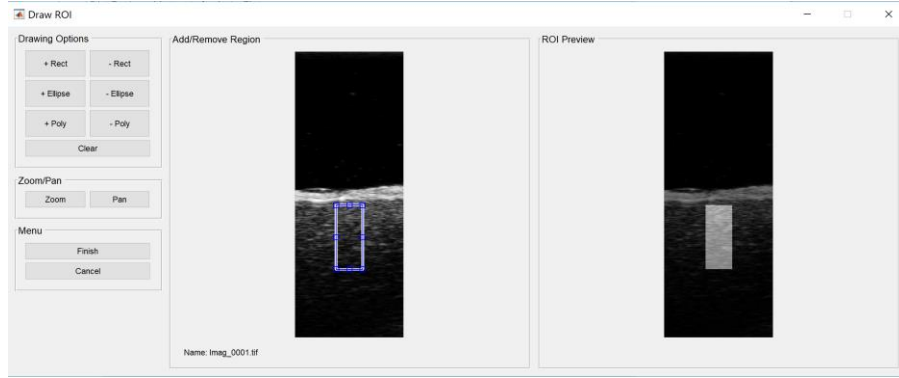 Draw ROI
Drawing Options
+ Rect
- Rect
+ Ellipse
- Ellipse
+ Poly
- Poly
Clear
Zoom/Pan
Zoom
Pan
Menu
Finish
Cancel
Add/Remove Region
Name: Imag_0001.tif
ROI Preview